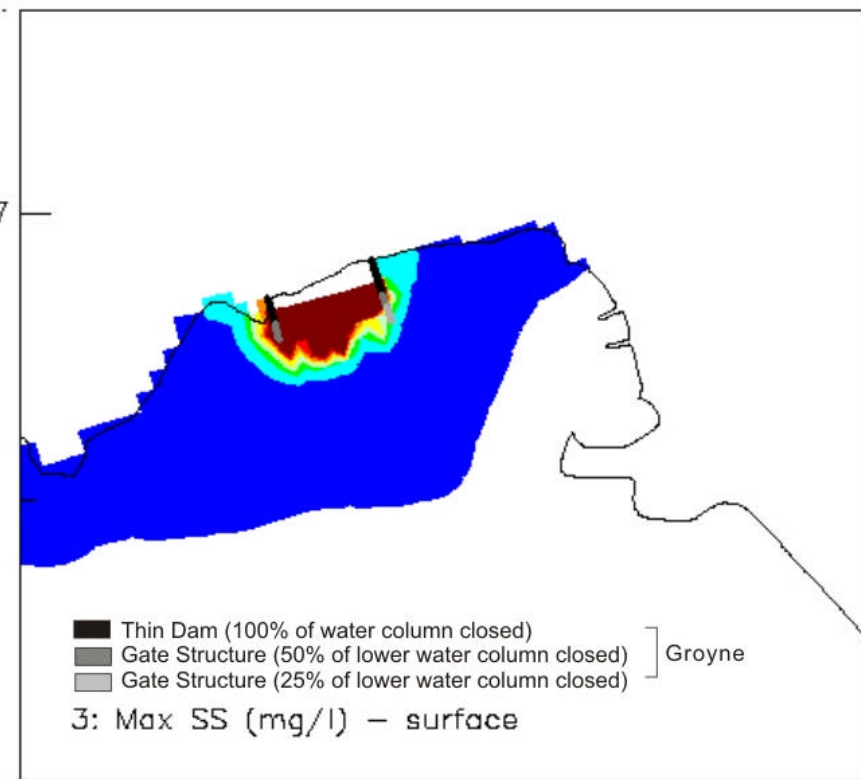 7
Thin Dam (100% of water column closed)
Gate Structure (50% of lower water column closed)
Groyne
Gate Structure (25% of lower water column closed)
3: Max SS (mg/l) – surface